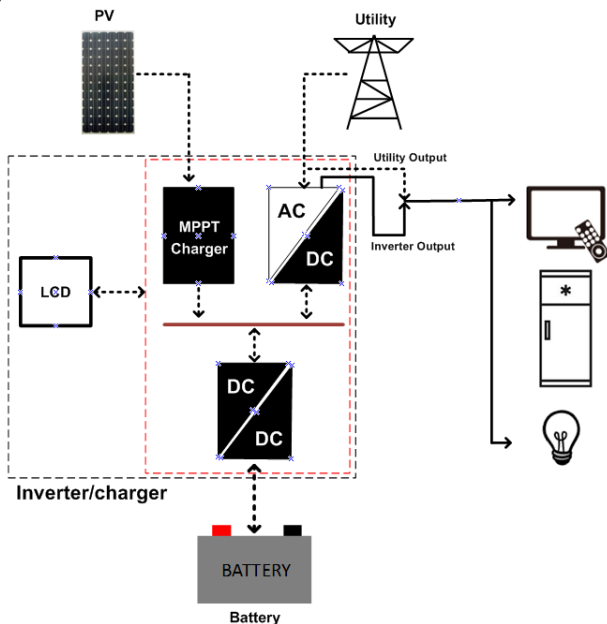 PV
Utility
Utility Output
MPPT
Charger
AC
DC
Inverter Output
LCD
DC
DC
Inverter/charger
BATTERY
Battery